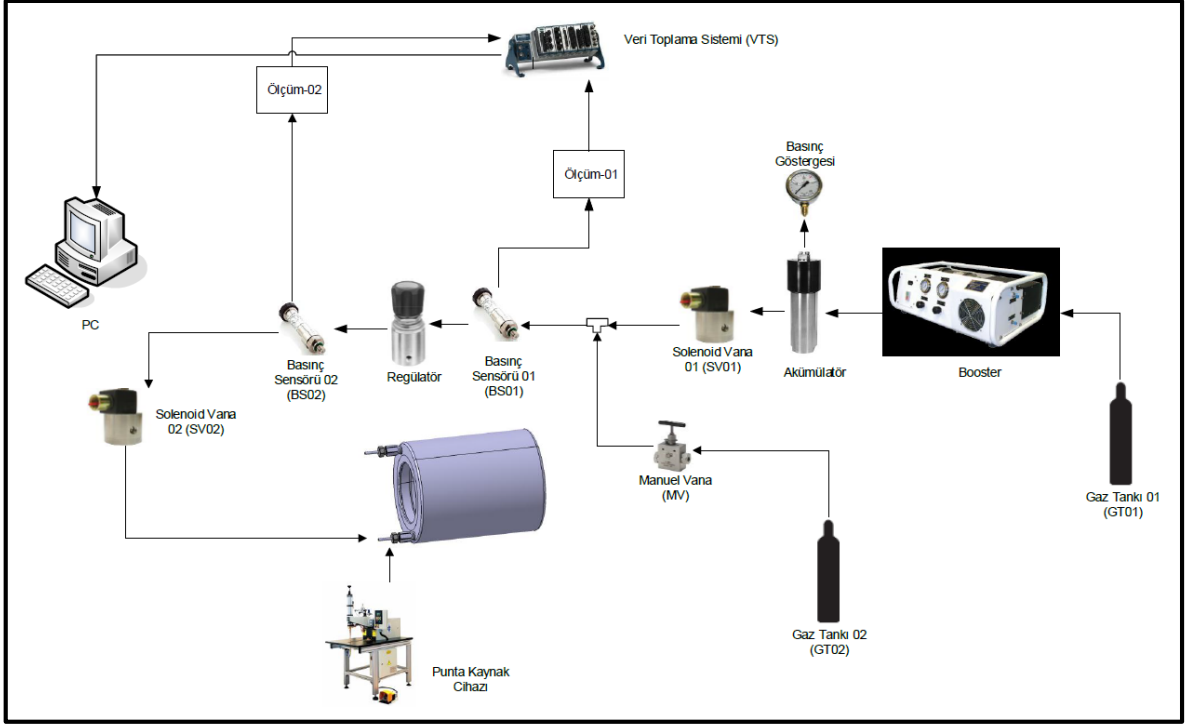 Veri Toplama Sistemi (VTS)
Ölçüm-02
Ölçüm-01
Basınç
Göstergesi
PC
Basınç
Sensörü 02
(BS02)
Regülatör
Basınç
Sensörü 01
(BS01)
Solenoid Vana
01 (SV01)
Akümülatör
Booster
Solenoid Vana
02 (SV02)
Manuel Vana
(MV)
Gaz Tankı 01
(GT01)
Gaz Tankı 02
(GT02)
Punta Kaynak
Cihazı